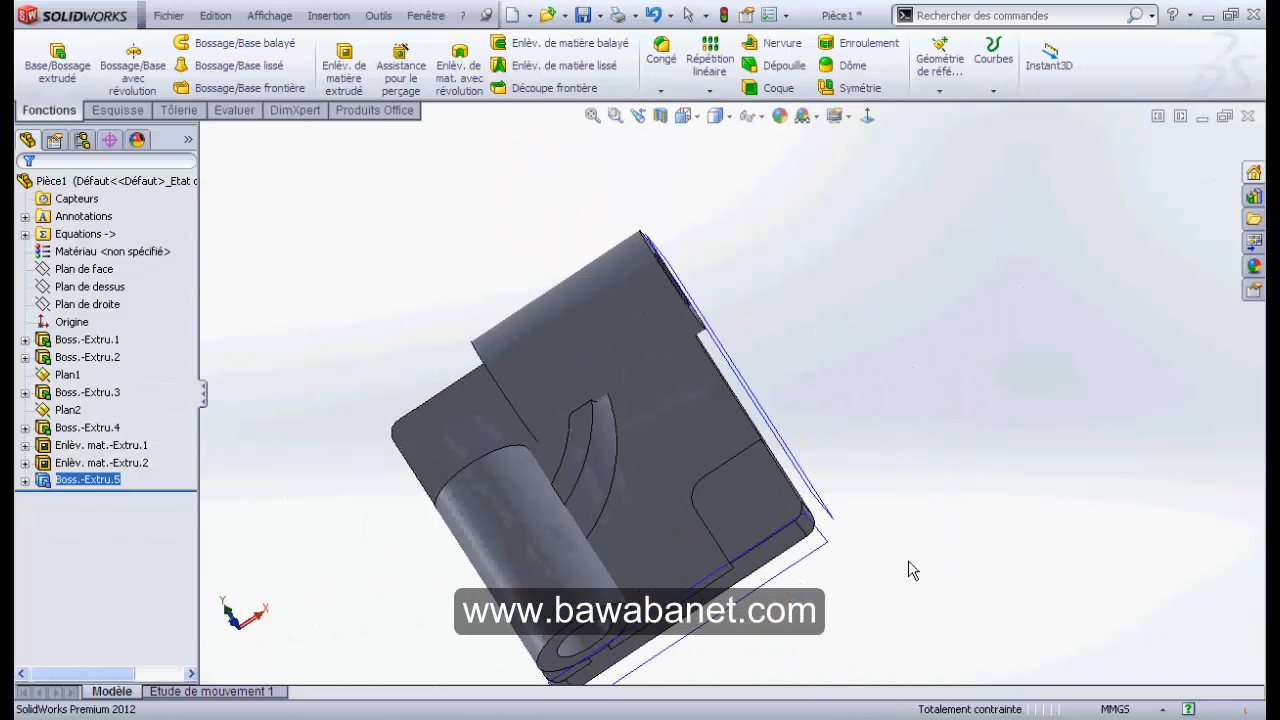 SOLIDWORKS
Fichier Edition Affichage Insertion Outils Fenêtre ?
Pièce1 *
Rechercher des commandes
Base/Bossage extrudé
Bossage/Base avec révolution
Bossage/Base balayé
Bossage/Base lissé
Bossage/Base frontière
Enlèv. de matière extrudé
Assistance pour le perçage
Enlèv. de mat. avec révolution
Enlèv. de matière balayé
Enlèv. de matière lissé
Découpe frontière
Congé
Répétition linéaire
Nervure
Dépouille
Coque
Enroulement
Dôme
Symétrie
Géométrie de réfé...
Courbes
Instant3D
Fonctions Esquisse Tôlerie Evaluer DimXpert Produits Office
Pièce1 (Défaut<<Défaut>_Etat d
Capteurs
Annotations
Equations ->
Matériau <non spécifié>
Plan de face
Plan de dessus
Plan de droite
Origine
Boss.-Extru.1
Boss.-Extru.2
Plan1
Boss.-Extru.3
Plan2
Boss.-Extru.4
Enlèv. mat.-Extru.1
Enlèv. mat.-Extru.2
Boss.-Extru.5
Y
X
www.bawabanet.com
Modèle Etude de mouvement 1
SolidWorks Premium 2012
Totalement contrainte
MMGS
?